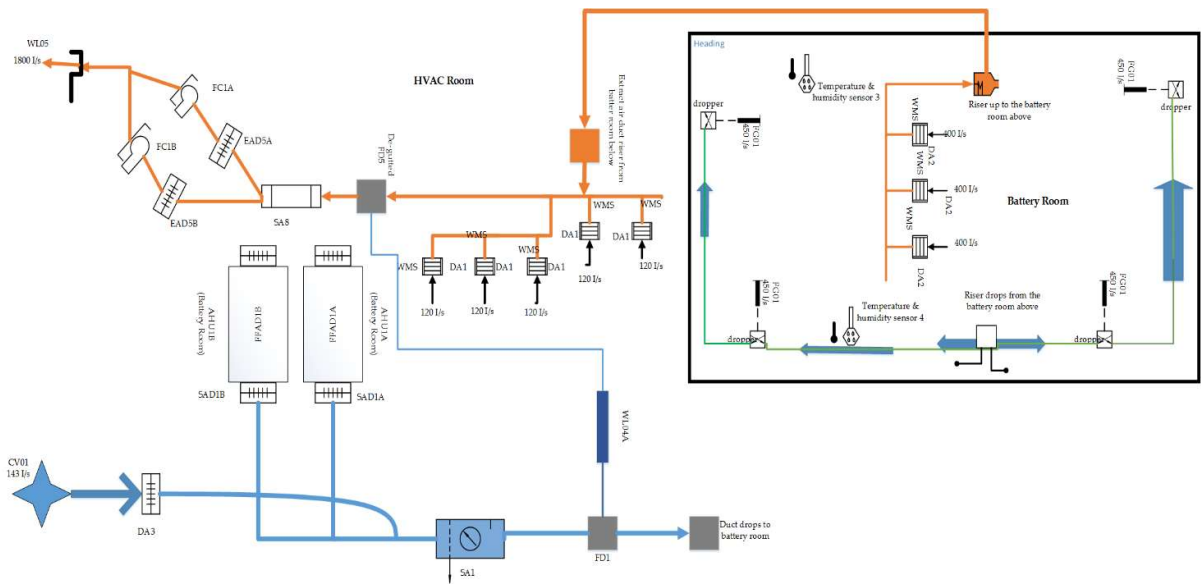 WL05
1800 l/s
HVAC Room
FC1A
FC1B
EAD5A
EAD5B
SA8
De-gutted
FD5
Extract air duct riser from
batter room below
WMS
WMS
WMS
WMS
DA1
DA1
DA1
DA1
DA1
120 l/s
120 l/s
120 l/s
120 l/s
120 l/s
FFAD1B
AHU1B
(Battery Room)
FFAD1A
AHU1A
(Battery Room)
SAD1B
SAD1A
WL04A
CV01
143 l/s
DA3
SA1
FD1
Duct drops to
battery room
Heading
Temperature &
humidity sensor 3
Riser up to the battery
room above
dropper
FG01
450 l/s
FG01
450 l/s
dropper
WMS
400 l/s
DA2
WMS
400 l/s
DA2
WMS
400 l/s
DA2
Battery Room
FG01
450 l/s
dropper
Temperature &
humidity sensor 4
Riser drops from the
battery room above
FG01
450 l/s
dropper